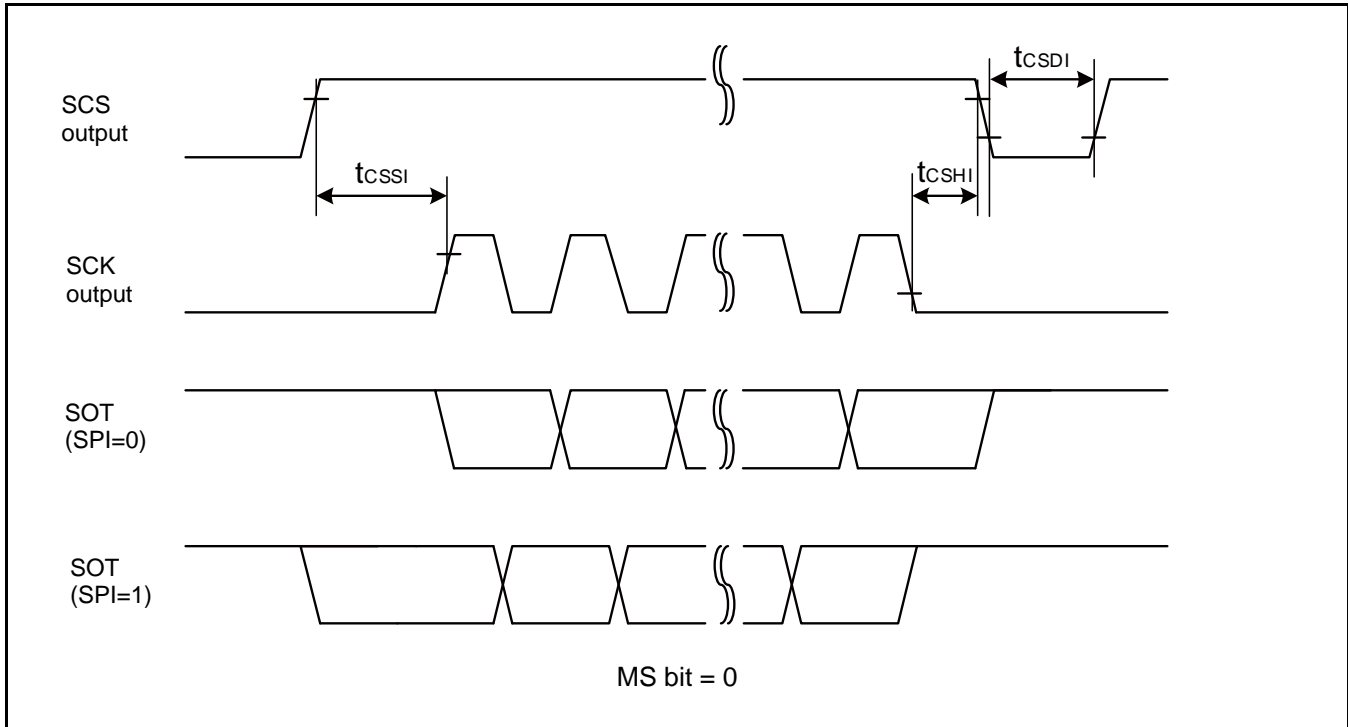 tCSDI
SCS
output
tCSSI
tCSHI
SCK
output
SOT
(SPI=0)
SOT
(SPI=1)
MS bit = 0